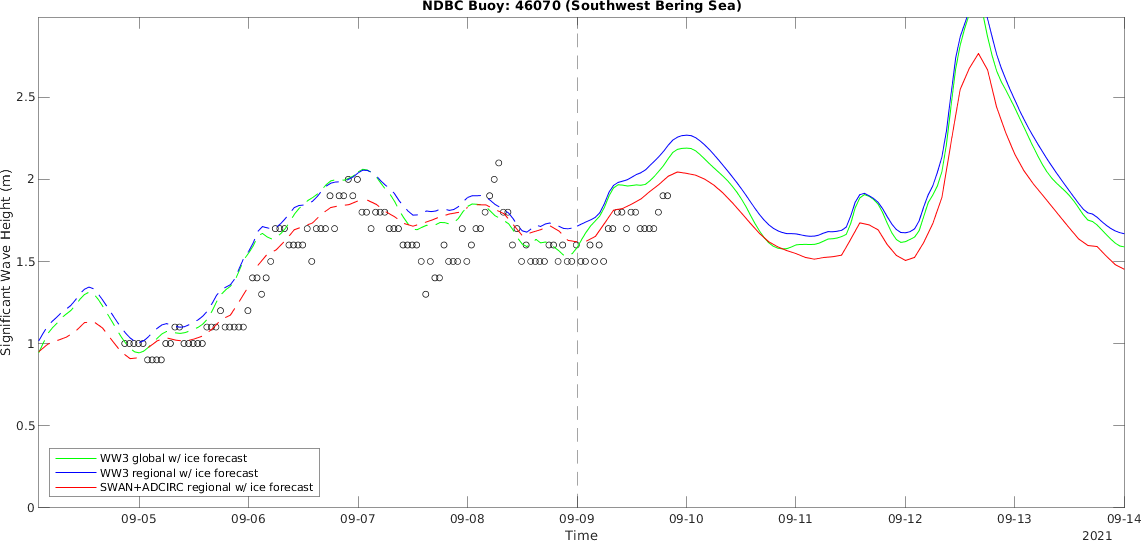 NDBC Buoy: 46070 (Southwest Bering Sea)
Significant Wave Height (m)
2.5
2
1.5
1
0.5
0
WW3 global w/ ice forecast
WW3 regional w/ ice forecast
SWAN+ADCIRC regional w/ ice forecast
09-05 09-06 09-07 09-08 09-09 09-10 09-11 09-12 09-13 09-14
Time
2021